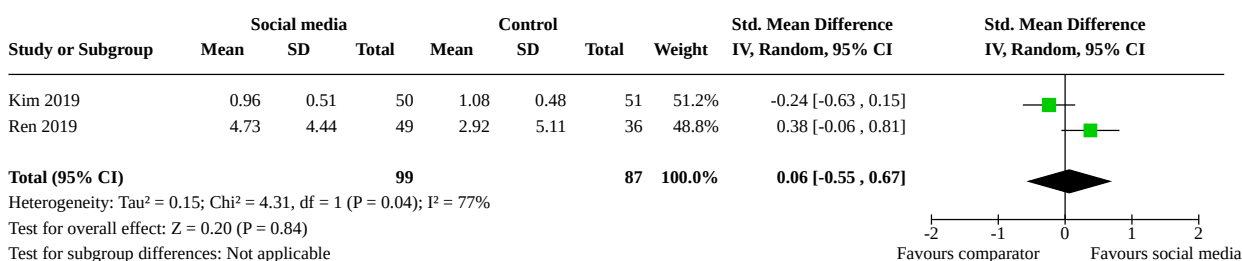 Social media Control Std. Mean Difference Std. Mean Difference
Study or Subgroup Mean SD Total Mean SD Total Weight IV, Random, 95% CI IV, Random, 95% CI
Kim 2019 0.96 0.51 50 1.08 0.48 51 51.2% -0.24 [-0.63 , 0.15]
Ren 2019 4.73 4.44 49 2.92 5.11 36 48.8% 0.38 [-0.06 , 0.81]
Total (95% CI) 99 87 100.0% 0.06 [-0.55 , 0.67]
Heterogeneity: Tau² = 0.15; Chi² = 4.31, df = 1 (P = 0.04); I² = 77%
Test for overall effect: Z = 0.20 (P = 0.84)
-2 -1 0 1 2
Test for subgroup differences: Not applicable Favours comparator Favours social media